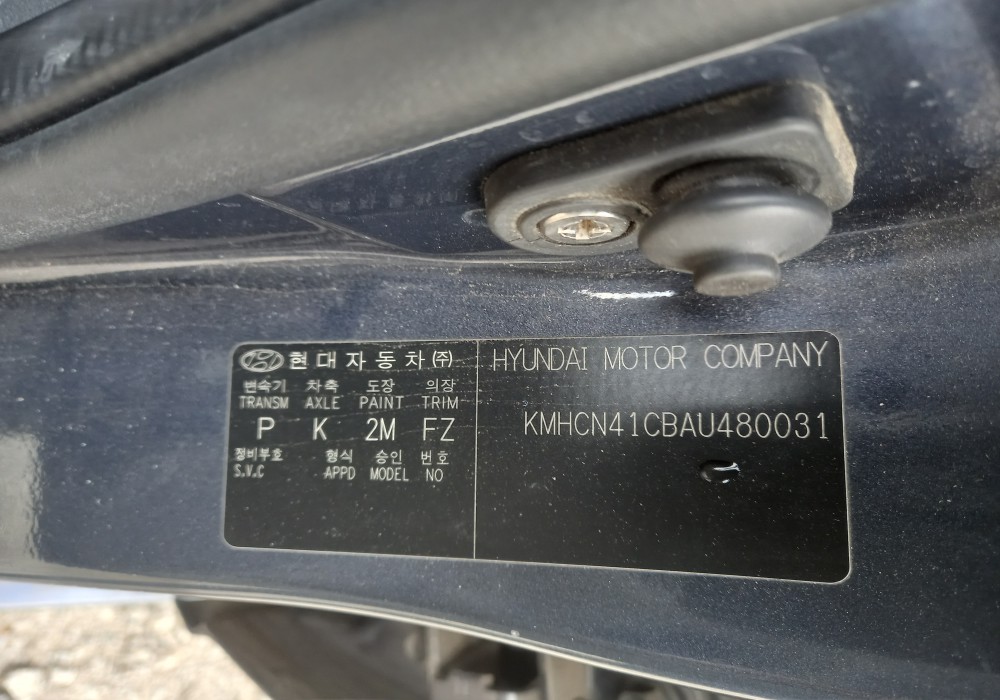 현대자동차(주)
변속기 차축 도장 의장
TRANSM AXLE PAINT TRIM
P K 2M FZ
정비부호 형식 승인 번호
S.V.C APPD MODEL NO
HYUNDAI MOTOR COMPANY
KMHCN41CBAU480031